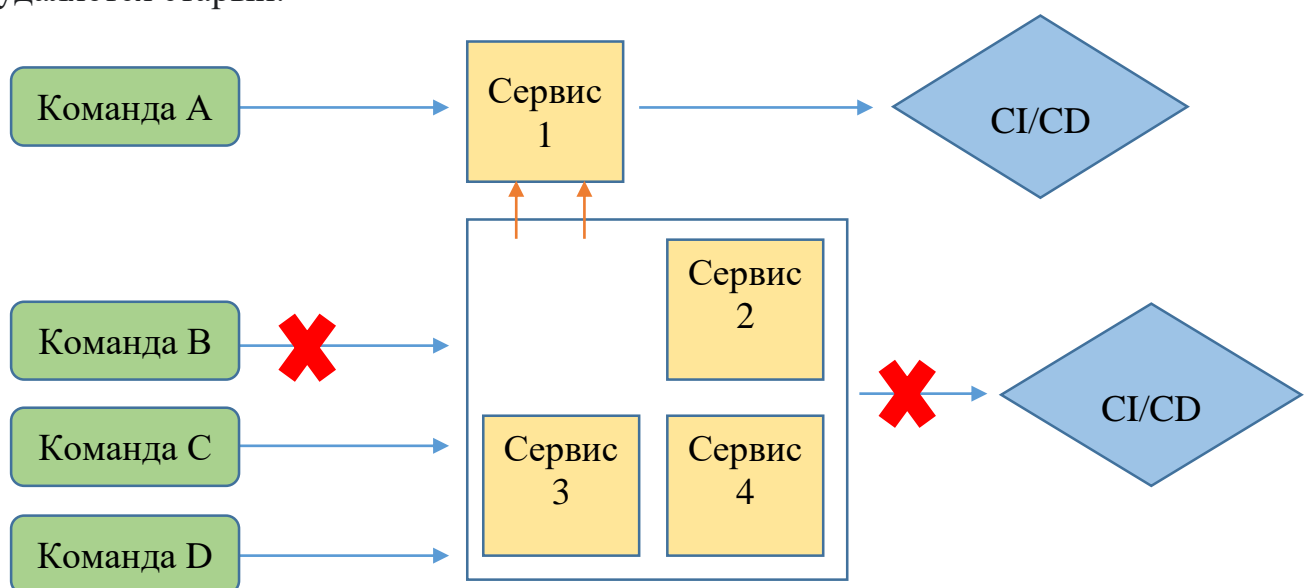 Команда A
Сервис
1
CI/CD
Команда B
Сервис
2
CI/CD
Команда C
Сервис
3
Сервис
4
Команда D